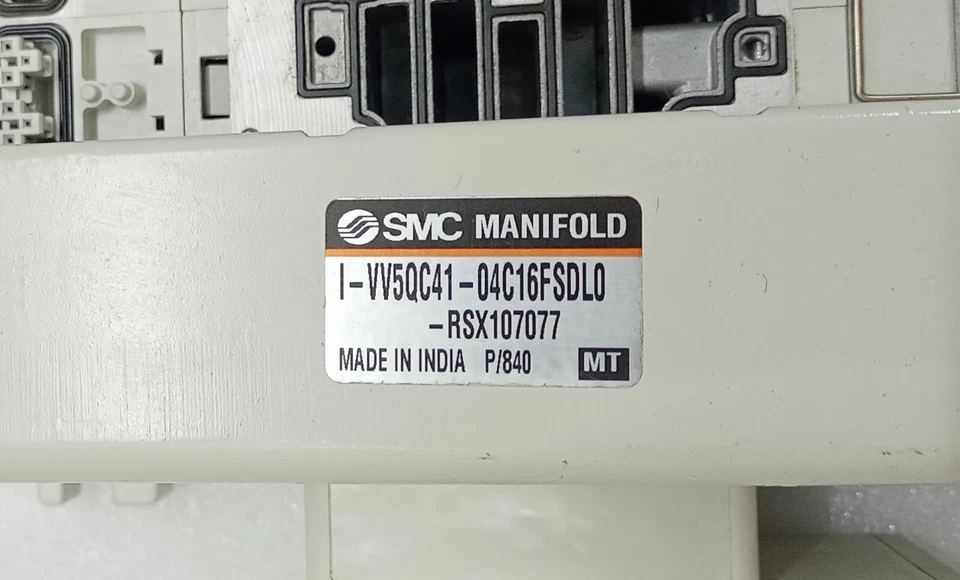 SMC MANIFOLD
I-VV5QC41-04C16FSDL0
-RSX107077
MADE IN INDIA P/840 MT